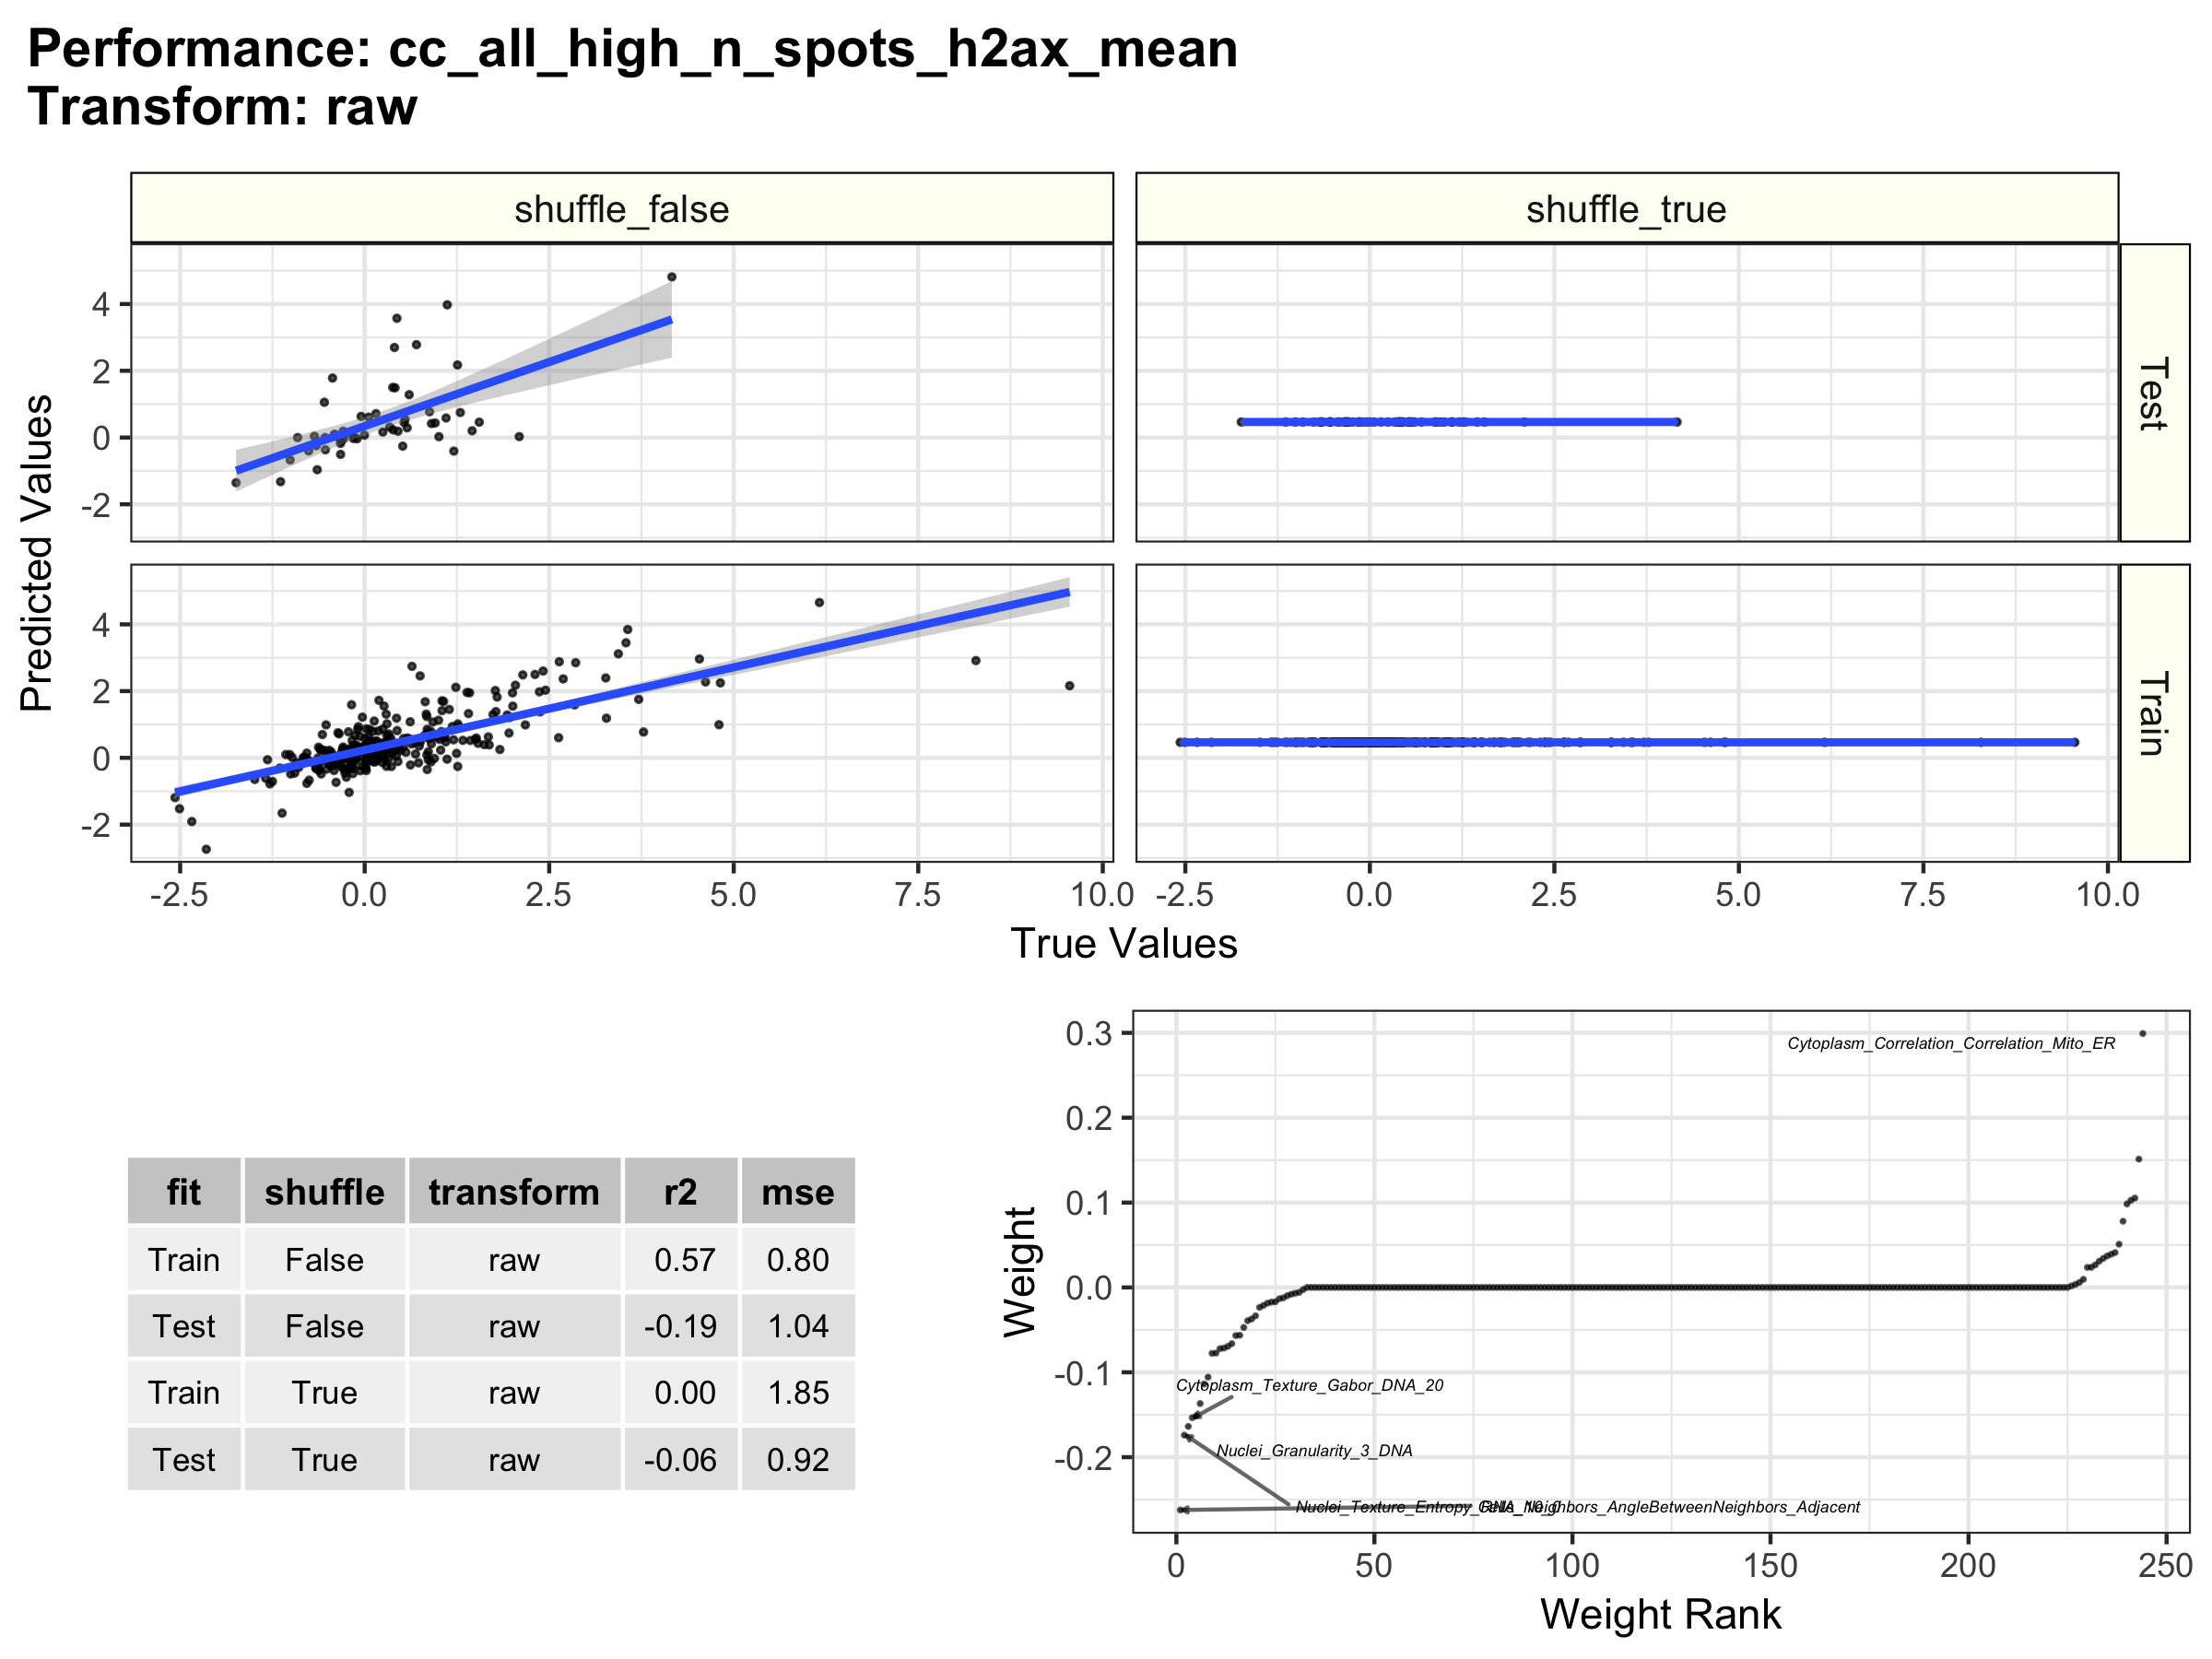 Performance: cc_all_high_n_spots_h2ax_mean
Transform: raw
shuffle_false
shuffle_true
Predicted Values
4
2
0
-2
Test
4
2
0
-2
Train
-2.5 0.0 2.5 5.0 7.5 10.0
-2.5 0.0 2.5 5.0 7.5 10.0
True Values
fit shuffle transform r2 mse
Train False raw 0.57 0.80
Test False raw -0.19 1.04
Train True raw 0.00 1.85
Test True raw -0.06 0.92
Weight
0.3
0.2
0.1
0.0
-0.1
-0.2
Cytoplasm_Correlation_Correlation_Mito_ER
Cytoplasm_Texture_Gabor_DNA_20
Nuclei_Granularity_3_DNA
Nuclei_Texture_Entropy_RNA_10_0
Cells_Neighbors_AngleBetweenNeighbors_Adjacent
0 50 100 150 200 250
Weight Rank